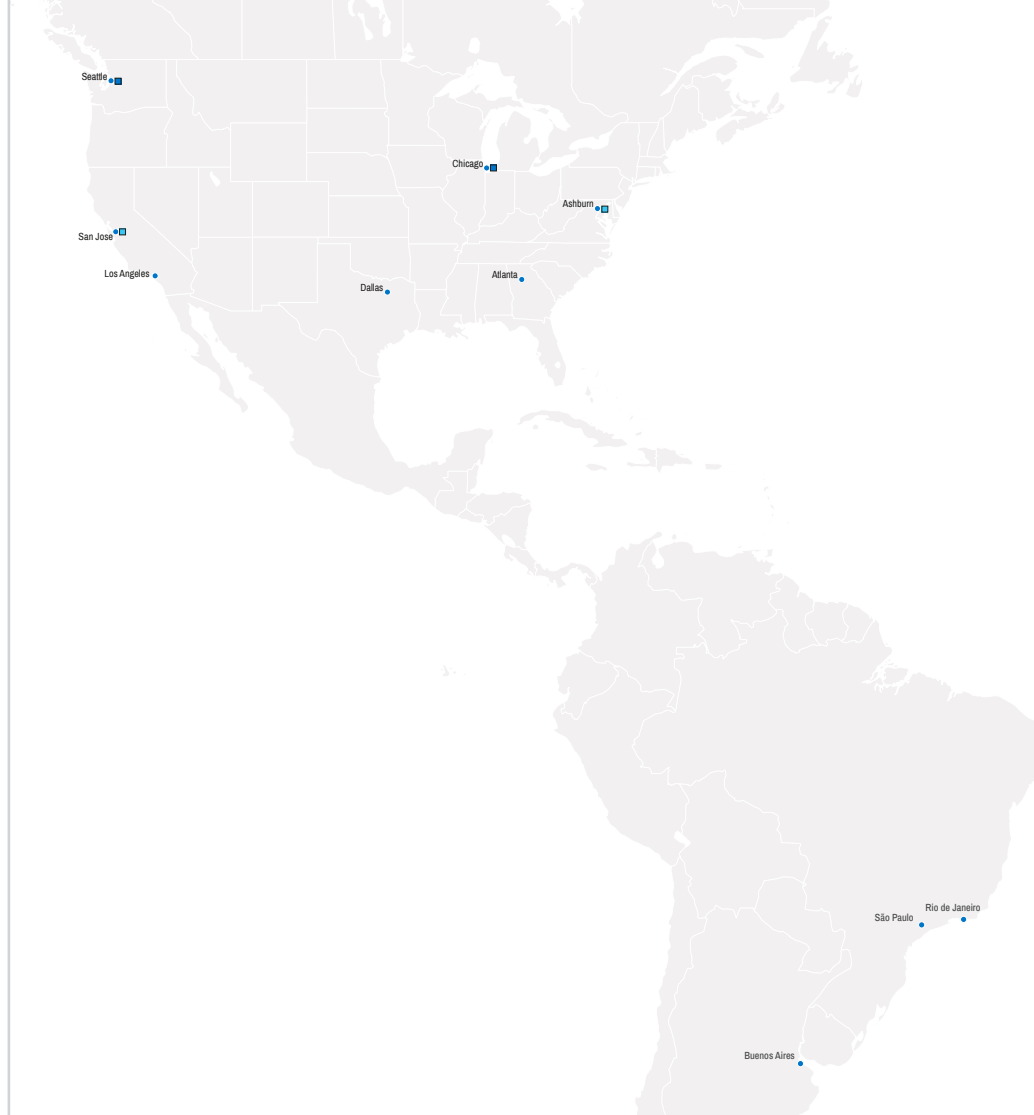 Seattle
Chicago
Ashburn
San Jose
Los Angeles
Atlanta
Dallas
Rio de Janeiro
São Paulo
Buenos Aires